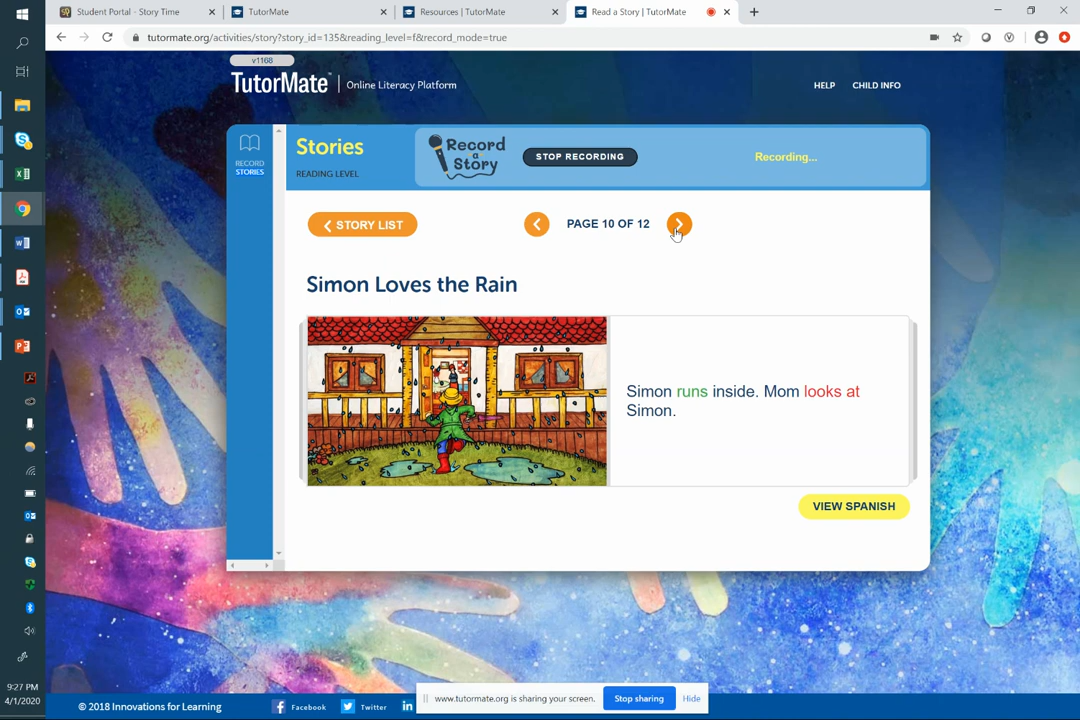 Student Portal - Story Time
TutorMate
Resources | TutorMate
Read a Story | TutorMate
tutormate.org/activities/story?story_id=135&reading_level=f&record_mode=true
v1168
TutorMate™ | Online Literacy Platform
HELP
CHILD INFO
RECORD
STORIES
Stories
READING LEVEL
Record
a
Story
STOP RECORDING
Recording...
STORY LIST
PAGE 10 OF 12
Simon Loves the Rain
Simon runs inside. Mom looks at
Simon.
VIEW SPANISH
9:27 PM
4/1/2020
© 2018 Innovations for Learning
Facebook
Twitter
in
www.tutormate.org is sharing your screen.
Stop sharing
Hide